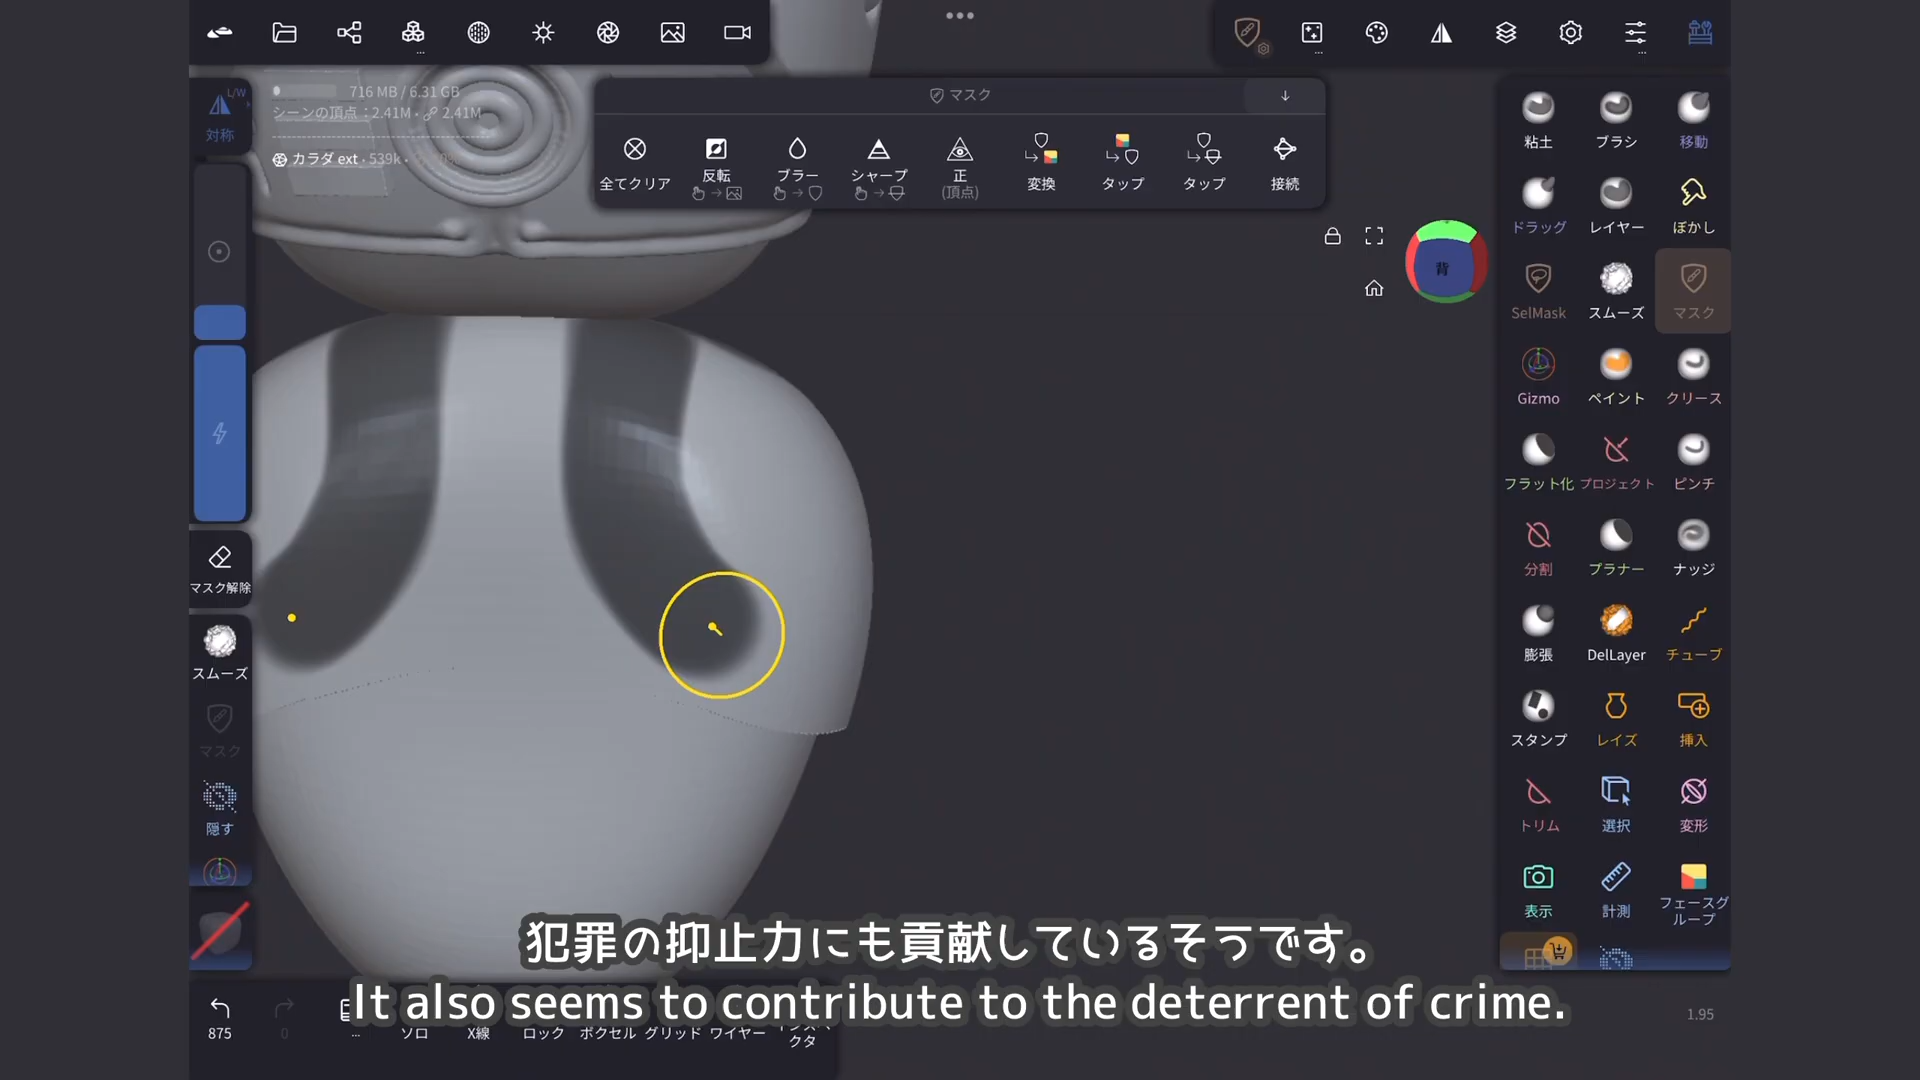 L/W
対称
716 MB / 6.31 GB
シーンの頂点：2.41M • 2.41M
カラダ ext • 539k •
マスク
↓
全てクリア
反転
ブラー
シャープ
正
(頂点)
変換
タップ
タップ
接続
背
粘土
ブラシ
移動
ドラッグ
レイヤー
ぼかし
SelMask
スムーズ
マスク
Gizmo
ペイント
クリース
フラット化
プロジェクト
ピンチ
分割
プラナー
ナッジ
膨張
DelLayer
チューブ
スタンプ
レイズ
挿入
トリム
選択
変形
表示
計測
フェースグ
ループ
マスク解除
スムーズ
マスク
隠す
犯罪の抑止力にも貢献しているそうです。
It also seems to contribute to the deterrent of crime.
875
0
...
ソロ
X線
ロック
ボクセル
グリッド
ワイヤー
クタ
1.95